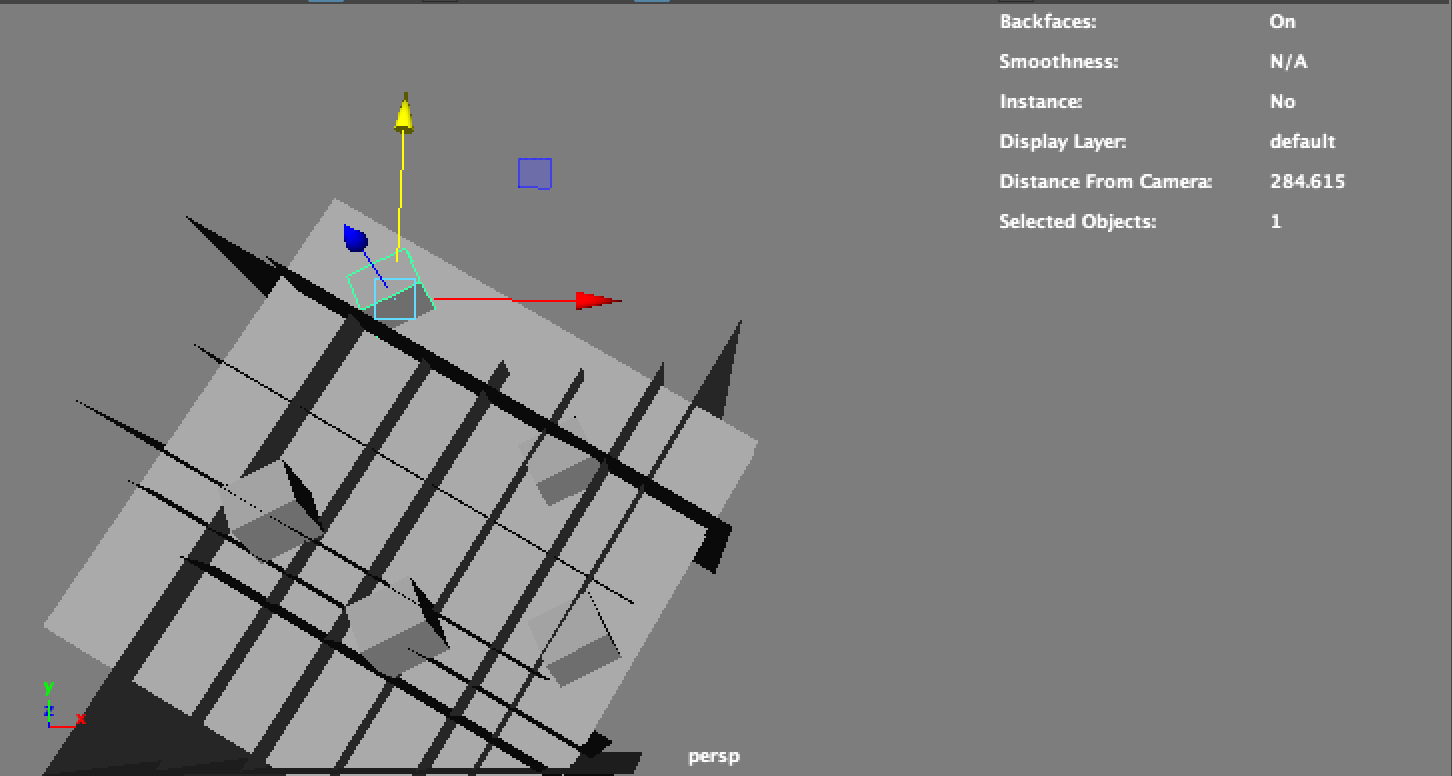 Backfaces: On
Smoothness: N/A
Instance: No
Display Layer: default
Distance From Camera: 284.615
Selected Objects: 1
Y
Z X
persp